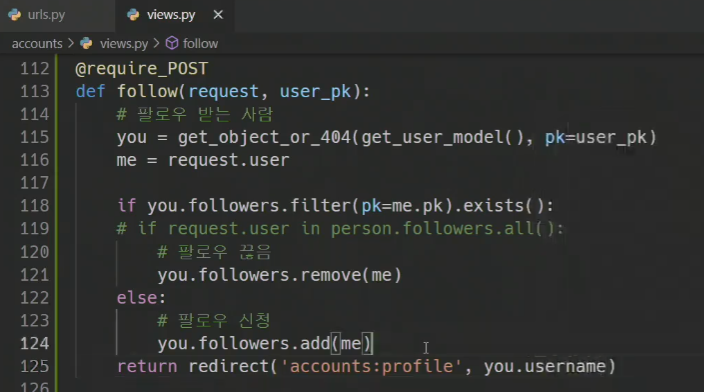 urls.py
views.py
accounts > views.py > follow
112 @require_POST
113 def follow(request, user_pk):
114 # 팔로우 받는 사람
115 you = get_object_or_404(get_user_model(), pk=user_pk)
116 me = request.user
117
118 if you.followers.filter(pk=me.pk).exists():
119 # if request.user in person.followers.all():
120 # 팔로우 끊음
121 you.followers.remove(me)
122 else:
123 # 팔로우 신청
124 you.followers.add(me)
125 return redirect('accounts:profile', you.username)
126